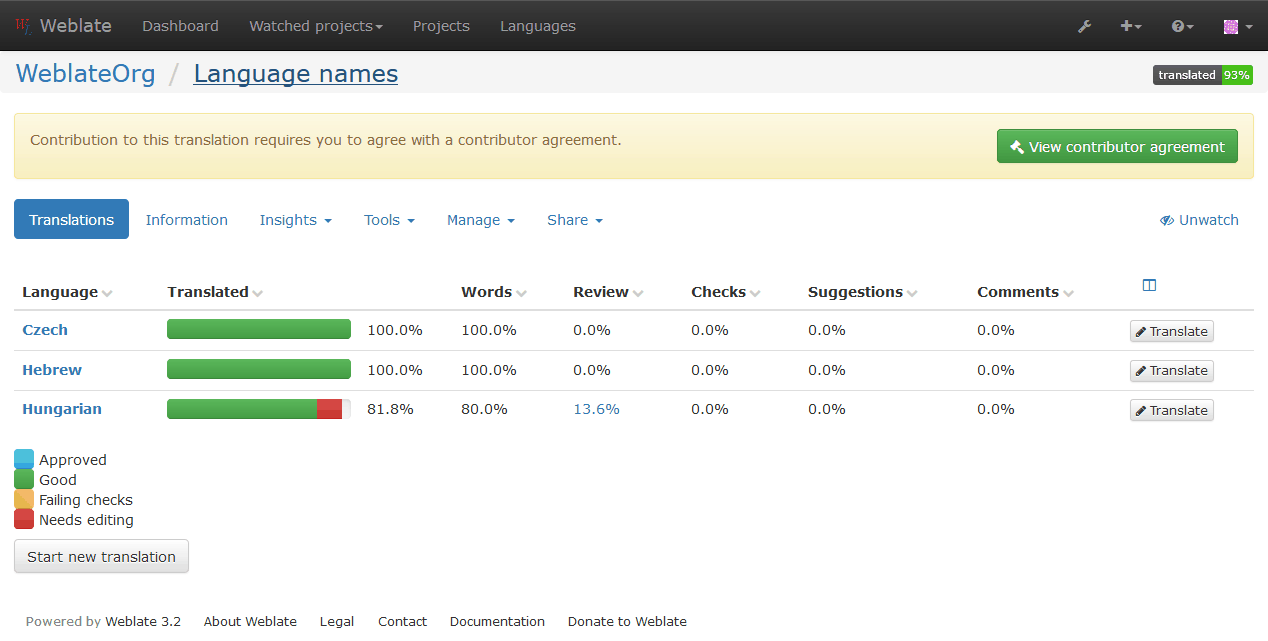 Weblate Dashboard Watched projects Projects Languages
WeblateOrg / Language names translated 93%
Contribution to this translation requires you to agree with a contributor agreement. View contributor agreement
Translations Information Insights Tools Manage Share Unwatch
Language Translated Words Review Checks Suggestions Comments
Czech 100.0% 100.0% 0.0% 0.0% 0.0% 0.0% Translate
Hebrew 100.0% 100.0% 0.0% 0.0% 0.0% 0.0% Translate
Hungarian 81.8% 80.0% 13.6% 0.0% 0.0% 0.0% Translate
Approved
Good
Failing checks
Needs editing
Start new translation
Powered by Weblate 3.2 About Weblate Legal Contact Documentation Donate to Weblate